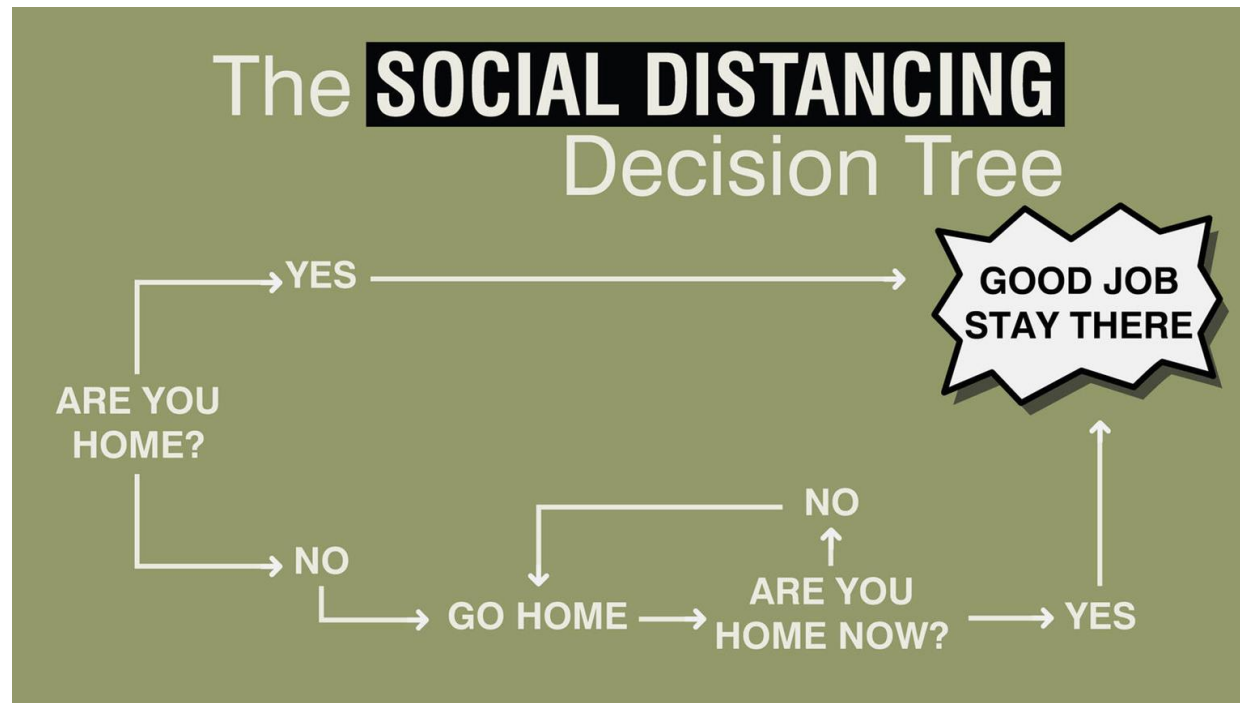 The SOCIAL DISTANCING
Decision Tree
YES
GOOD JOB
STAY THERE
ARE YOU
HOME?
NO
NO
GO HOME
ARE YOU
HOME NOW?
YES